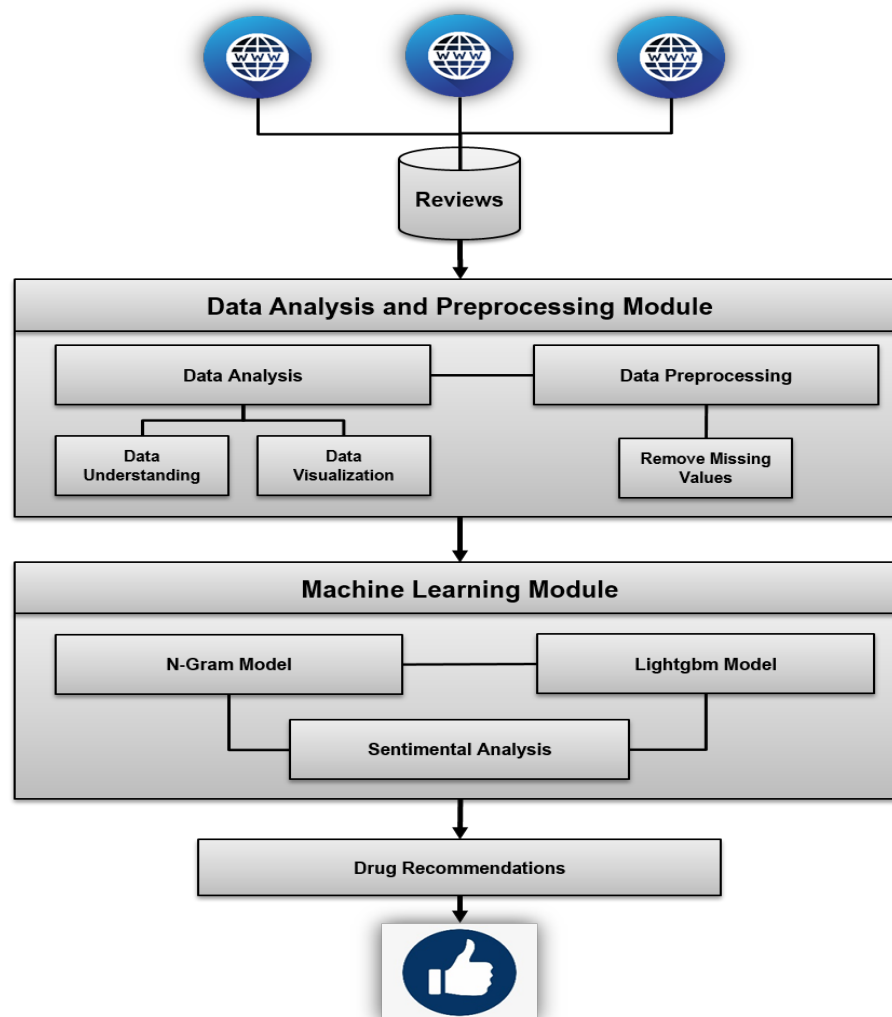 WWW
WWW
WWW
Reviews
Data Analysis and Preprocessing Module
Data Analysis
Data Preprocessing
Data
Understanding
Data
Visualization
Remove Missing
Values
Machine Learning Module
N-Gram Model
Lightgbm Model
Sentimental Analysis
Drug Recommendations